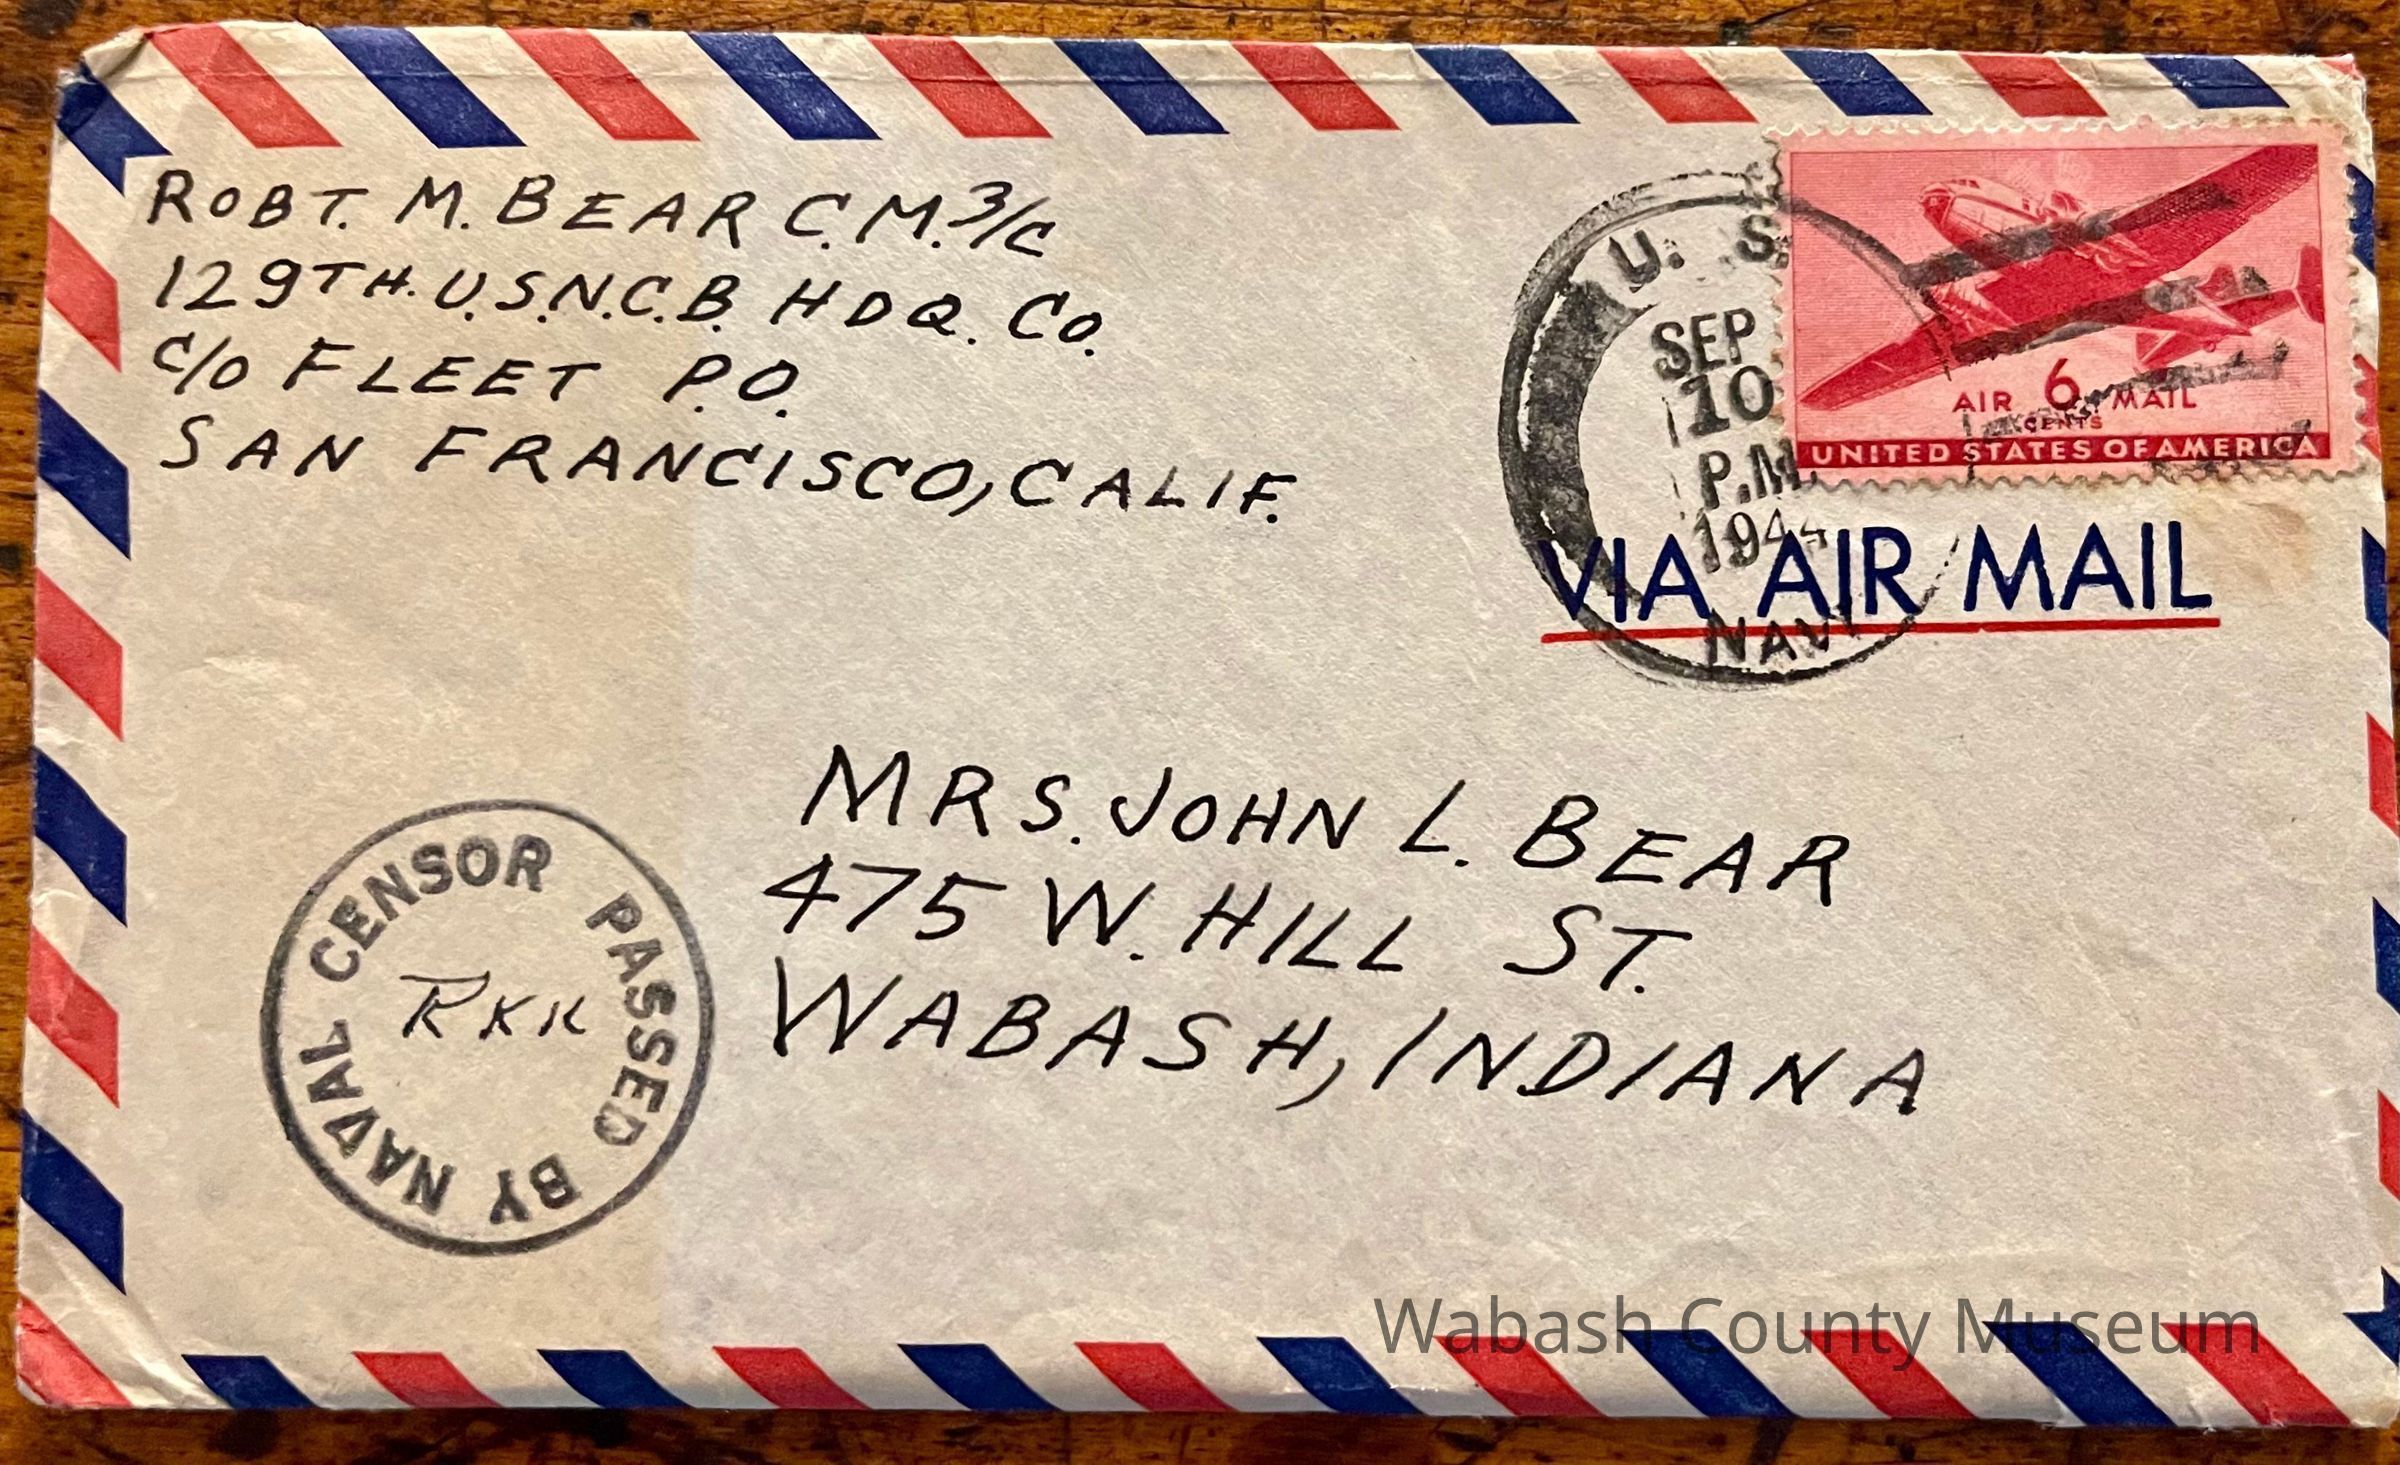 ROBT. M. BEAR C.M. 3/C
129TH. U.S.N.C.B. HDQ. CO.
C/O FLEET P.O.
SAN FRANCISCO, CALIF.
U. S.
SEP
10
P.M.
1944
NAVY
AIR 6 MAIL
CENTS
UNITED STATES OF AMERICA
VIA AIR MAIL
MRS. JOHN L. BEAR
475 W. HILL ST.
WABASH, INDIANA
PASSED BY NAVAL CENSOR
Wabash County Museum